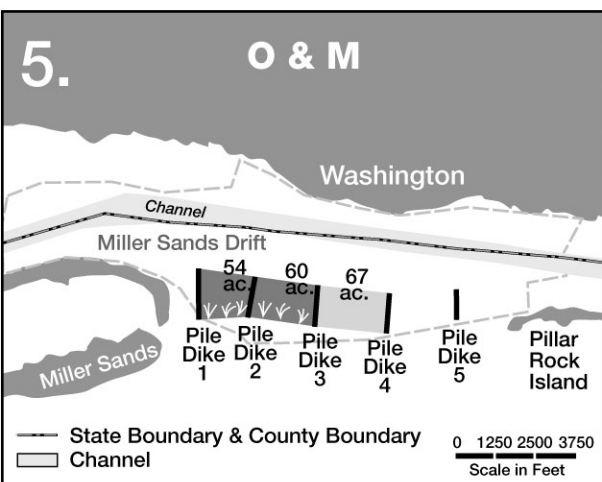 5.
O & M
Washington
Channel
Miller Sands Drift
54
ac.
60
ac.
67
ac.
Pile
Dike
1
Pile
Dike
2
Pile
Dike
3
Pile
Dike
4
Pile
Dike
5
Pillar
Rock
Island
Miller Sands
State Boundary & County Boundary
Channel
0 1250 2500 3750
Scale in Feet